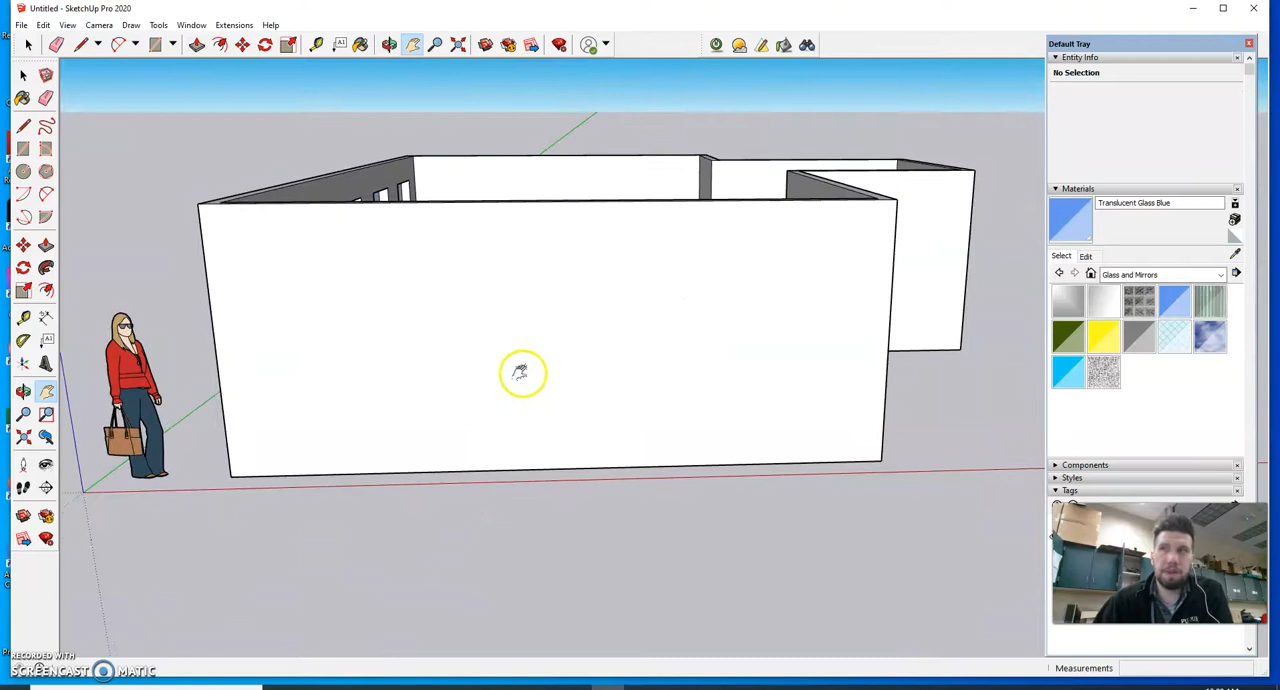 Untitled - SketchUp Pro 2020
File Edit View Camera Draw Tools Window Extensions Help
Default Tray
Entity Info
No Selection
Materials
Translucent Glass Blue
Select Edit
Glass and Mirrors
Components
Styles
Tags
RECORDED WITH
SCREENCAST MATIC
Measurements